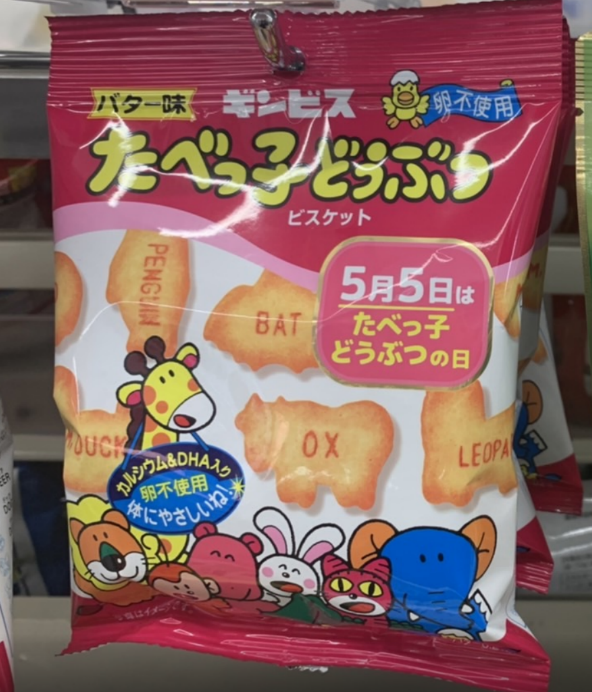 バター味
ギンビス
卵不使用
たべっ子どうぶつ
ビスケット
5月5日は
たべっ子
どうぶつの日
PENGUIN
BAT
DUCK
OX
LEOPA
カルシウム&DHA入り
卵不使用
体にやさしいね!